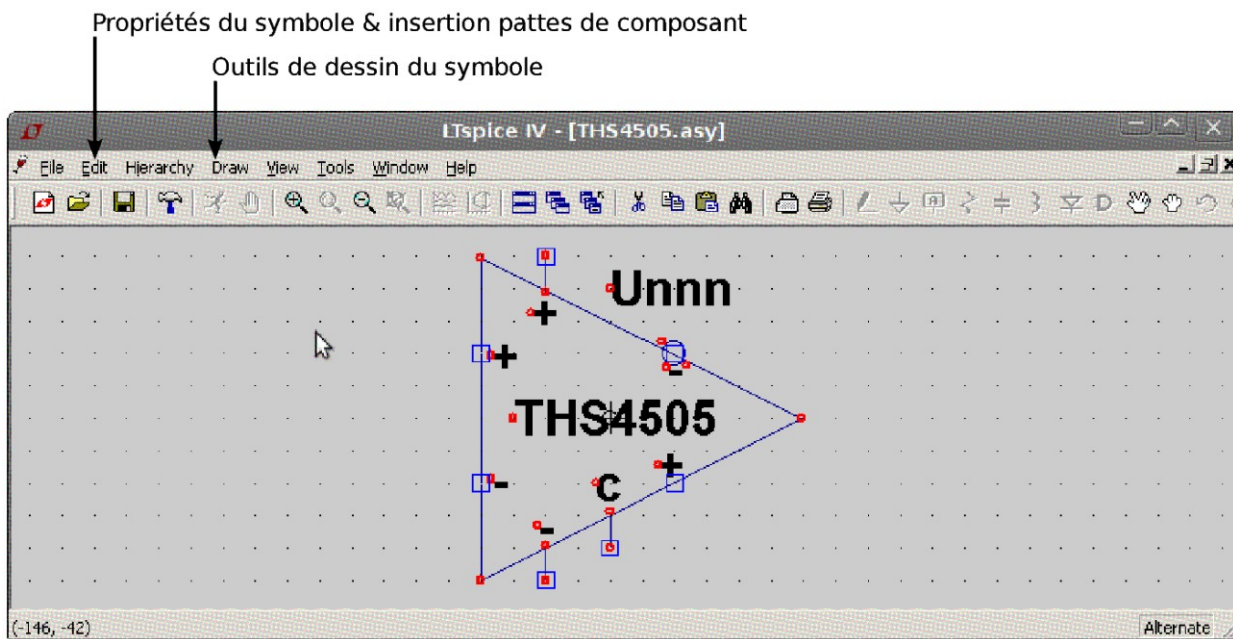 Propriétés du symbole & insertion pattes de composant
Outils de dessin du symbole
LTspice IV - [THS4505.asy]
File Edit Hierarchy Draw View Tools Window Help
Unnn
+
+
-
THS4505
+
-
C
-
(-146, -42) Alternate